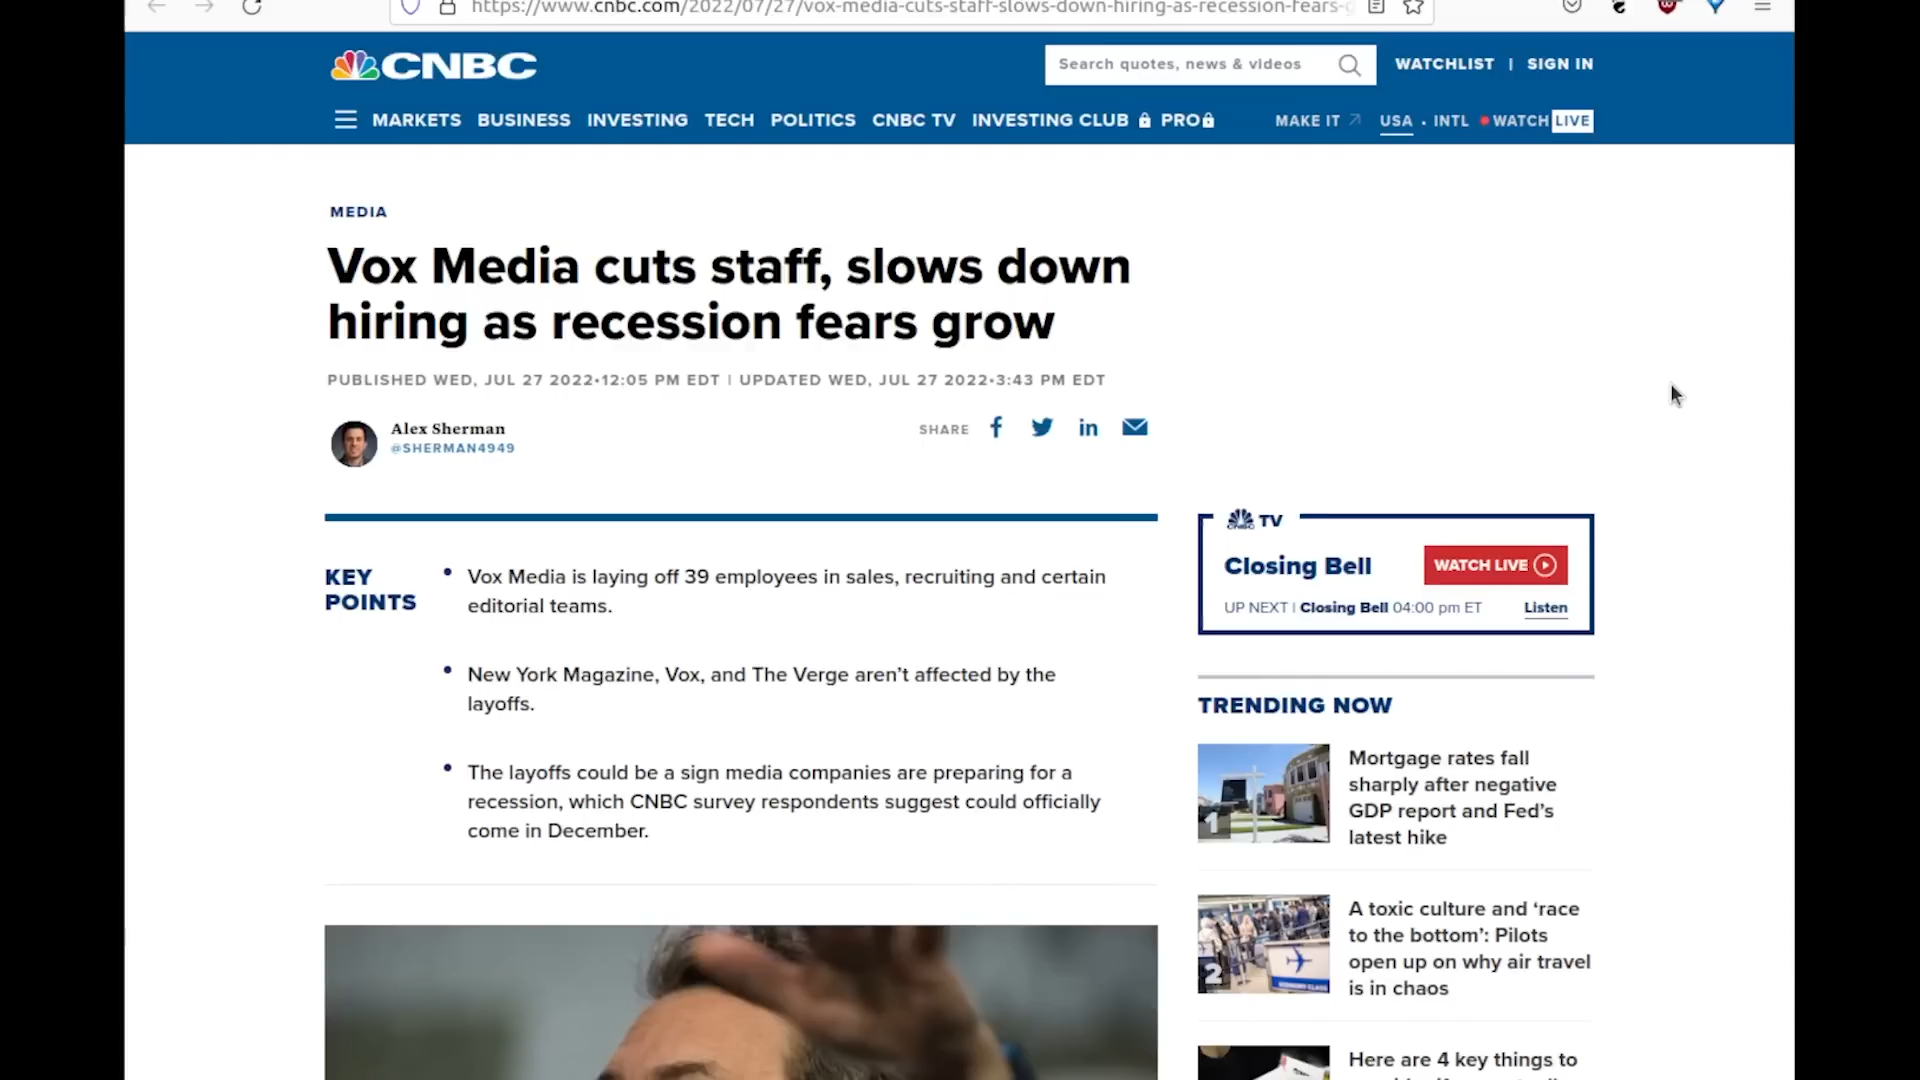 https://www.cnbc.com/2022/07/27/vox-media-cuts-staff-slows-down-hiring-as-recession-fears-g
CNBC
Search quotes, news & videos
WATCHLIST | SIGN IN
MARKETS BUSINESS INVESTING TECH POLITICS CNBC TV INVESTING CLUB PRO
MAKE IT USA • INTL WATCH LIVE
MEDIA
Vox Media cuts staff, slows down
hiring as recession fears grow
PUBLISHED WED, JUL 27 2022•12:05 PM EDT | UPDATED WED, JUL 27 2022•3:43 PM EDT
Alex Sherman
@SHERMAN4949
SHARE
KEY
POINTS
• Vox Media is laying off 39 employees in sales, recruiting and certain
editorial teams.
• New York Magazine, Vox, and The Verge aren’t affected by the
layoffs.
• The layoffs could be a sign media companies are preparing for a
recession, which CNBC survey respondents suggest could officially
come in December.
TV
Closing Bell
WATCH LIVE
UP NEXT | Closing Bell 04:00 pm ET
Listen
TRENDING NOW
1
Mortgage rates fall
sharply after negative
GDP report and Fed’s
latest hike
2
A toxic culture and ‘race
to the bottom’: Pilots
open up on why air travel
is in chaos
Here are 4 key things to